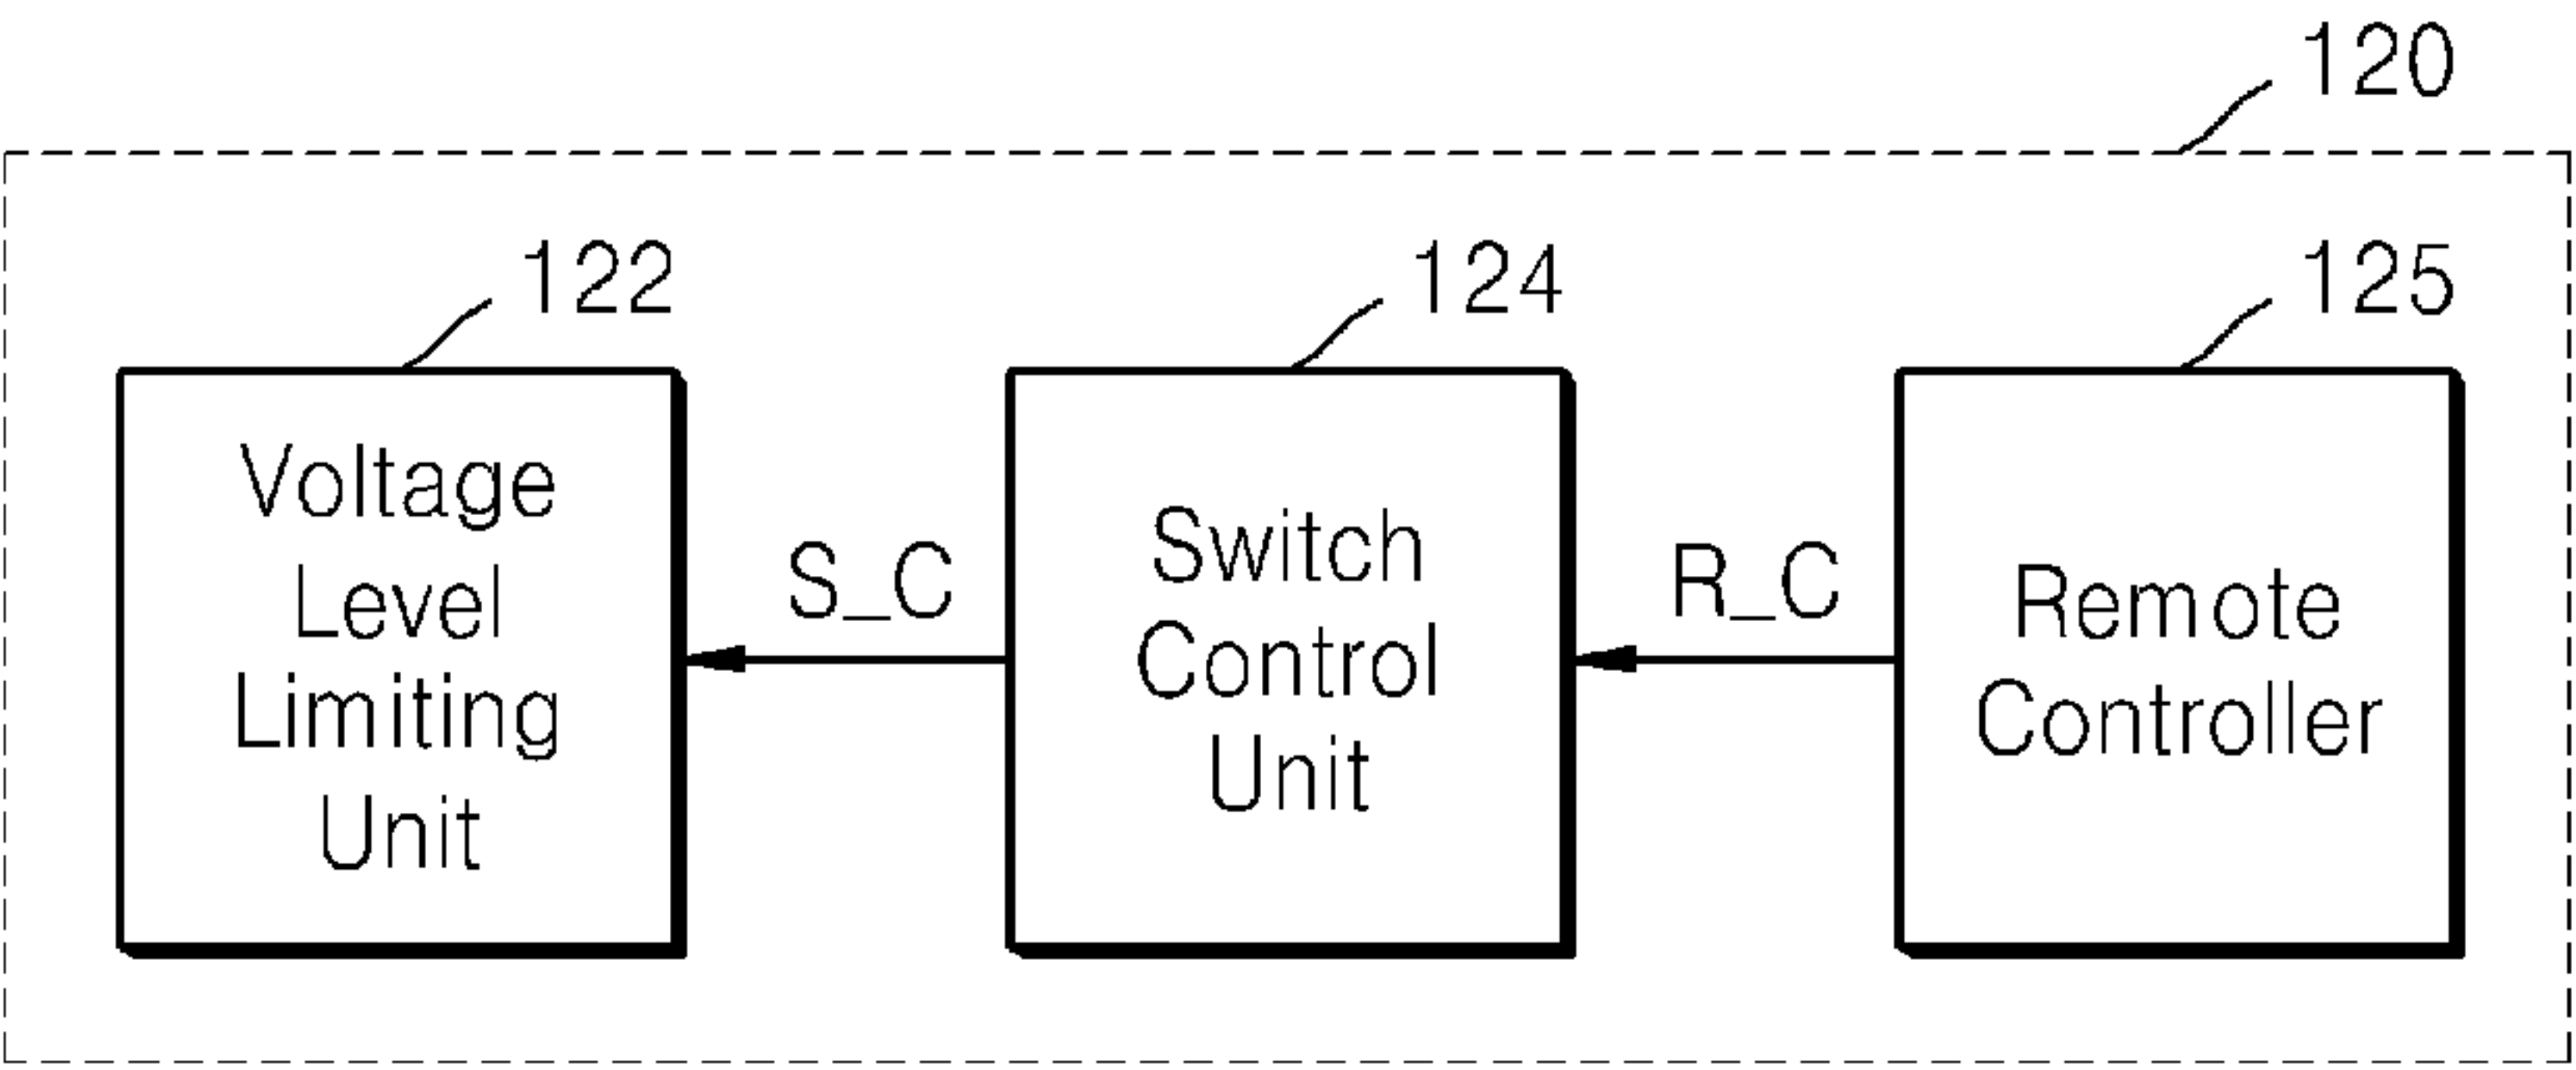 120
122
124
125
Voltage
Level
Limiting
Unit
S_C
Switch
Control
Unit
R_C
Remote
Controller